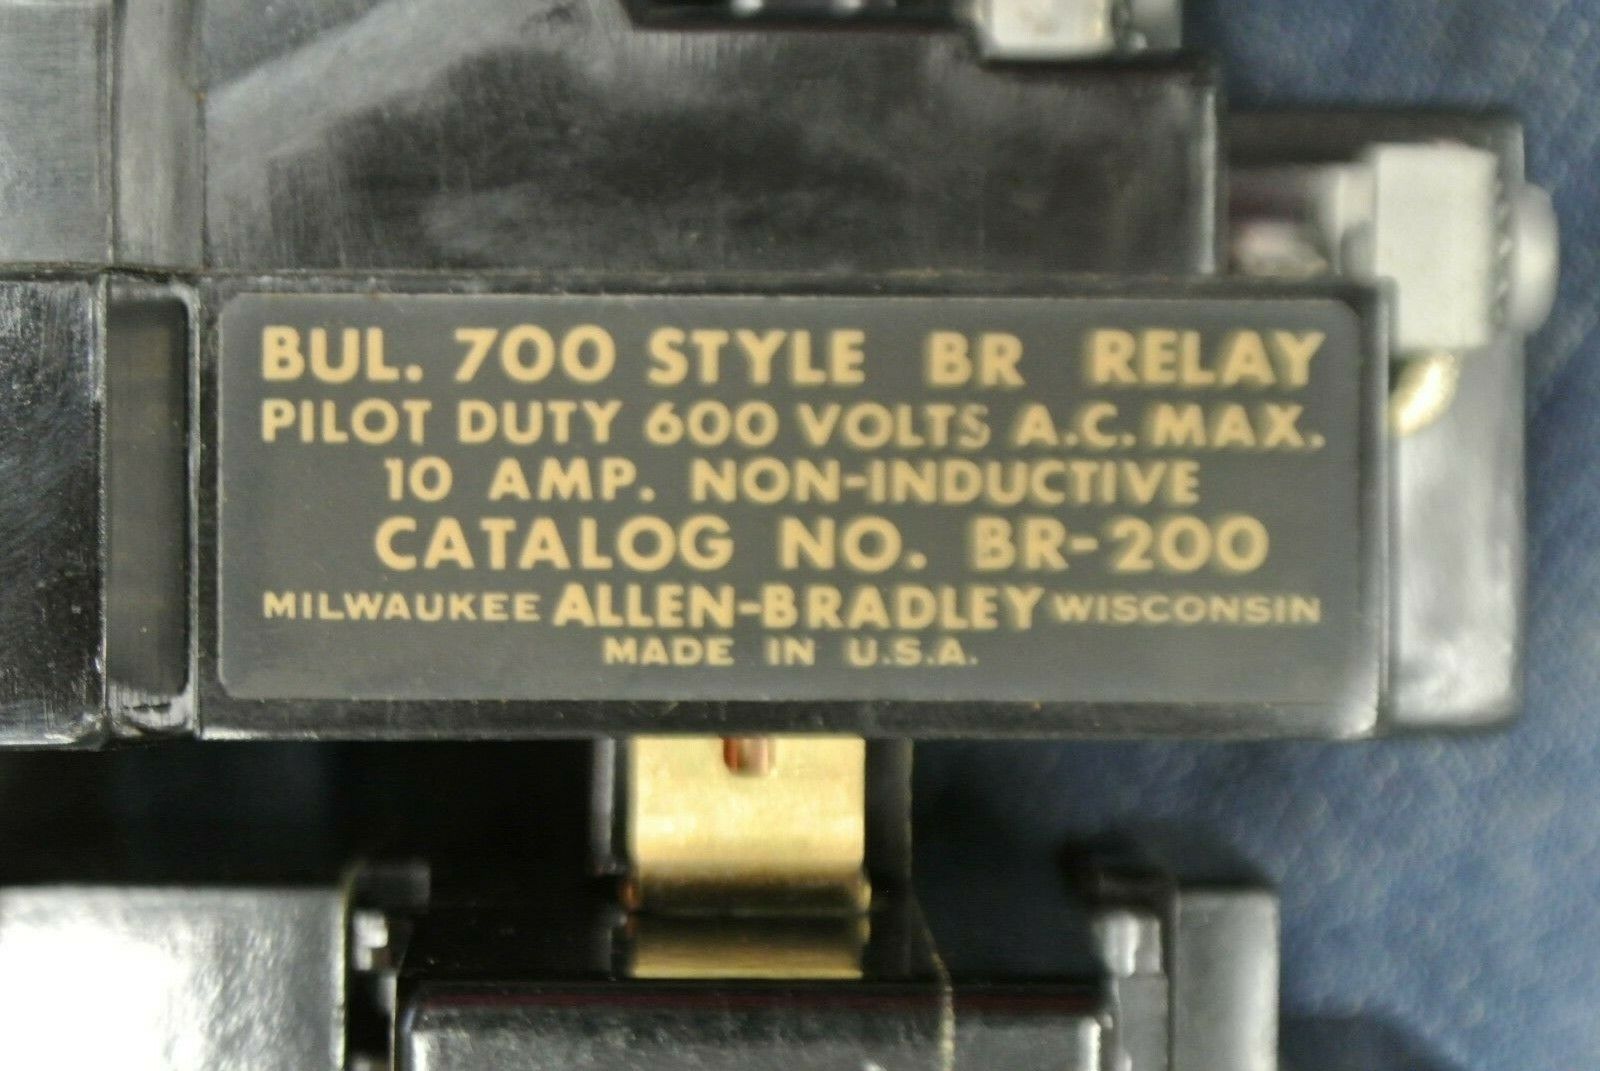 BUL. 700 STYLE BR RELAY
PILOT DUTY 600 VOLTS A.C. MAX.
10 AMP. NON-INDUCTIVE
CATALOG NO. BR-200
MILWAUKEE ALLEN-BRADLEY WISCONSIN
MADE IN U.S.A.